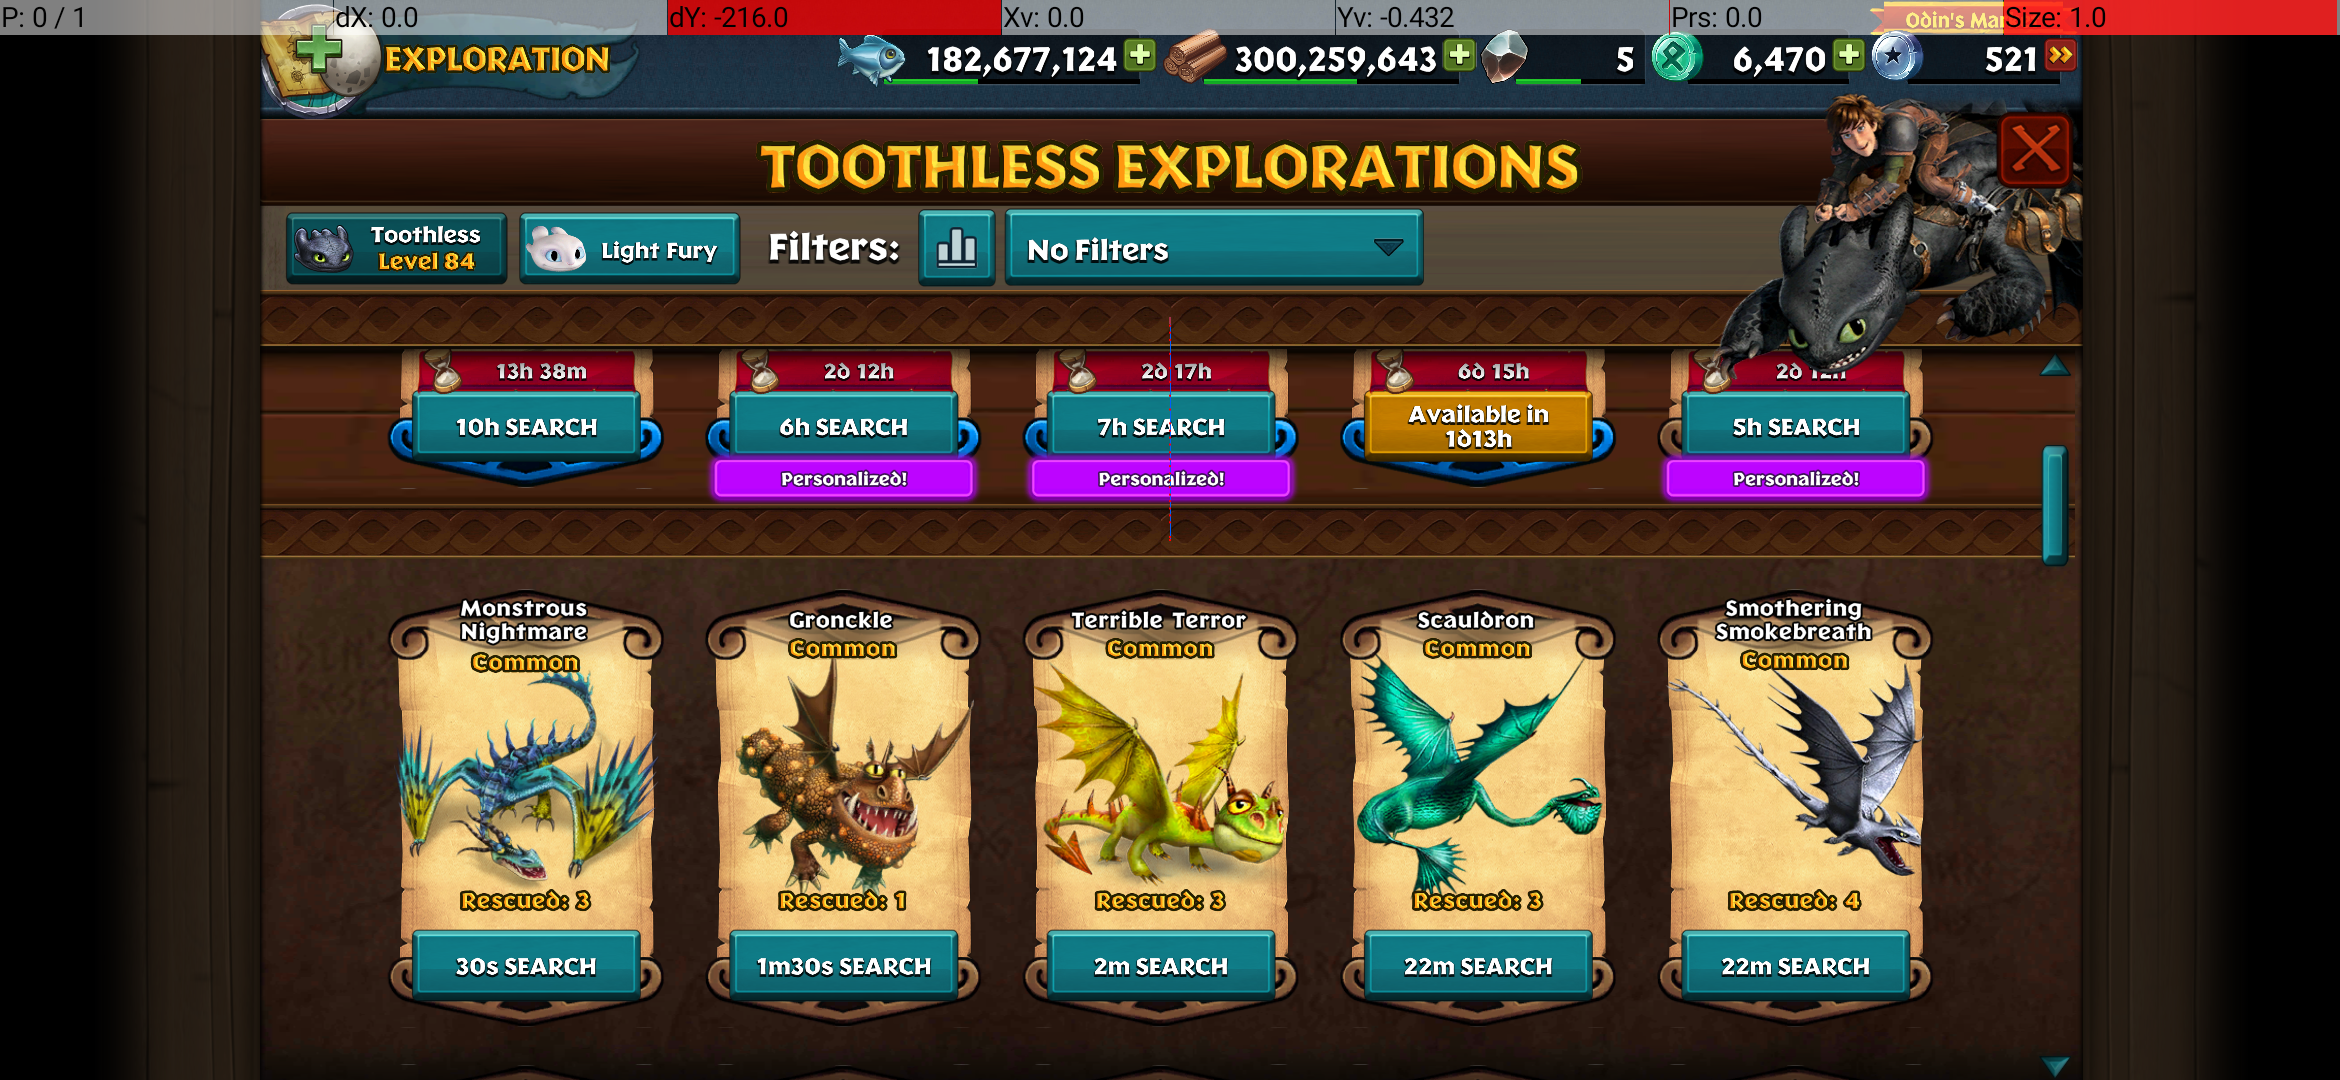 P: 0 / 1
dX: 0.0
dY: -216.0
Xv: 0.0
Yv: -0.432
Prs: 0.0
Size: 1.0
Odin's
EXPLORATION
182,677,124
300,259,643
5
6,470
521
TOOTHLESS EXPLORATIONS
Toothless
Level 84
Light Fury
Filters:
No Filters
13h 38m
2d 12h
2d 17h
6d 15h
2d 12h
10h SEARCH
6h SEARCH
7h SEARCH
Available in
1d13h
5h SEARCH
Personalized!
Personalized!
Personalized!
Monstrous
Nightmare
Common
Gronckle
Common
Terrible Terror
Common
Scauldron
Common
Smothering
Smokebreath
Common
Rescued: 3
Rescued: 1
Rescued: 3
Rescued: 3
Rescued: 4
30s SEARCH
1m30s SEARCH
2m SEARCH
22m SEARCH
22m SEARCH